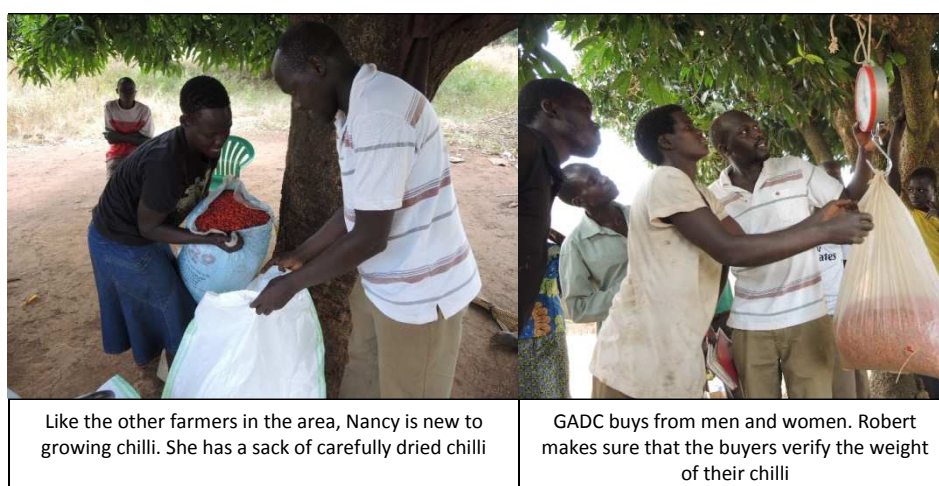 Like the other farmers in the area, Nancy is new to
growing chilli. She has a sack of carefully dried chilli
GADC buys from men and women. Robert
makes sure that the buyers verify the weight
of their chilli